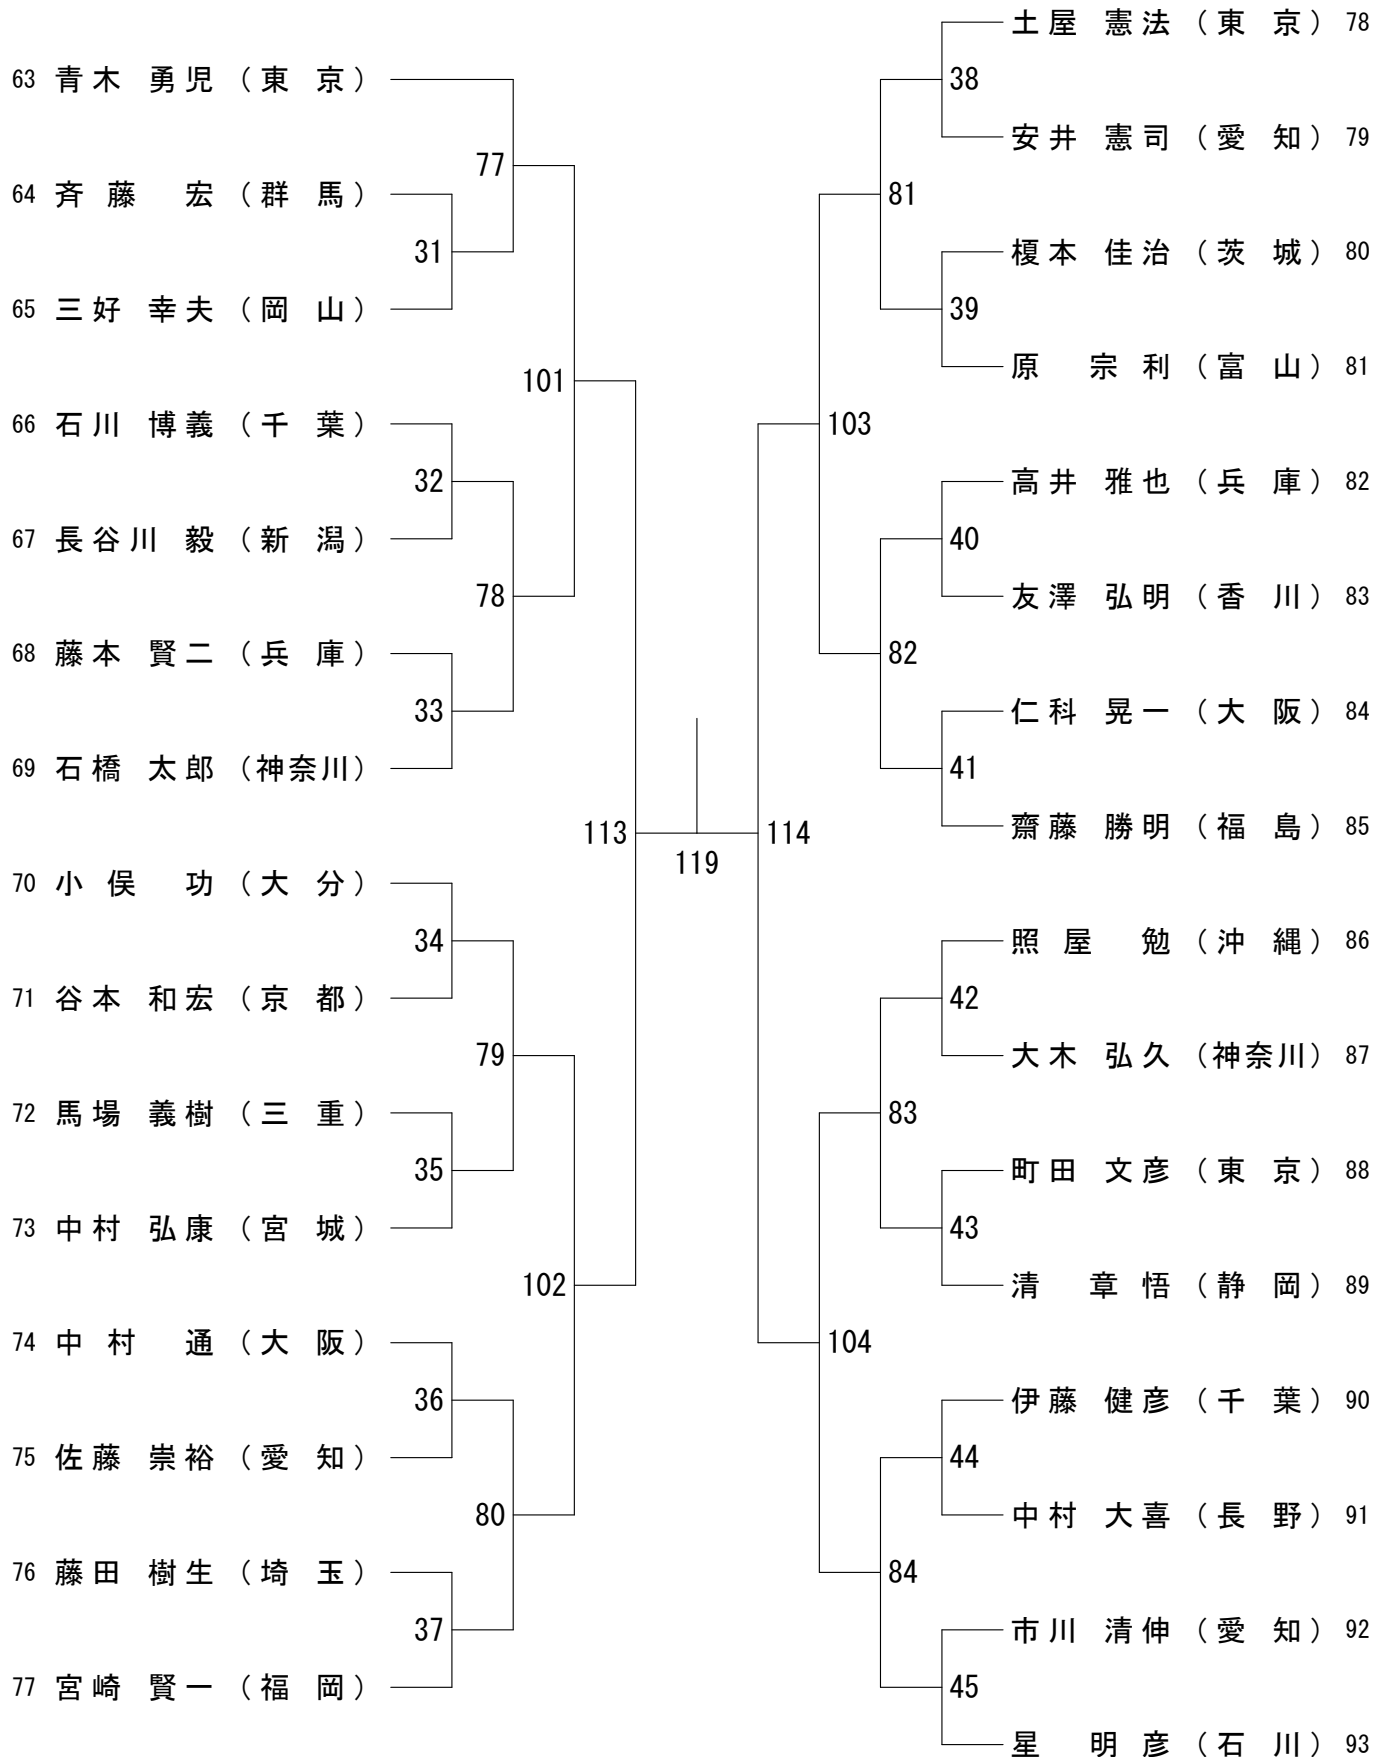 63 青木 勇児 (東 京)
64 斉藤 宏 (群 馬)
65 三好 幸夫 (岡 山)
66 石川 博義 (千 葉)
67 長谷川 毅 (新 潟)
68 藤本 賢二 (兵 庫)
69 石橋 太郎 (神奈川)
70 小俣 功 (大 分)
71 谷本 和宏 (京 都)
72 馬場 義樹 (三 重)
73 中村 弘康 (宮 城)
74 中村 通 (大 阪)
75 佐藤 崇裕 (愛 知)
76 藤田 樹生 (埼 玉)
77 宮崎 賢一 (福 岡)
31
32
33
34
35
36
37
77
78
79
80
101
102
113
119
114
103
104
81
82
83
84
38
39
40
41
42
43
44
45
土屋 憲法 (東 京) 78
安井 憲司 (愛 知) 79
榎本 佳治 (茨 城) 80
原 宗利 (富 山) 81
高井 雅也 (兵 庫) 82
友澤 弘明 (香 川) 83
仁科 晃一 (大 阪) 84
齋藤 勝明 (福 島) 85
照屋 勉 (沖 縄) 86
大木 弘久 (神奈川) 87
町田 文彦 (東 京) 88
清 章悟 (静 岡) 89
伊藤 健彦 (千 葉) 90
中村 大喜 (長 野) 91
市川 清伸 (愛 知) 92
星 明彦 (石 川) 93